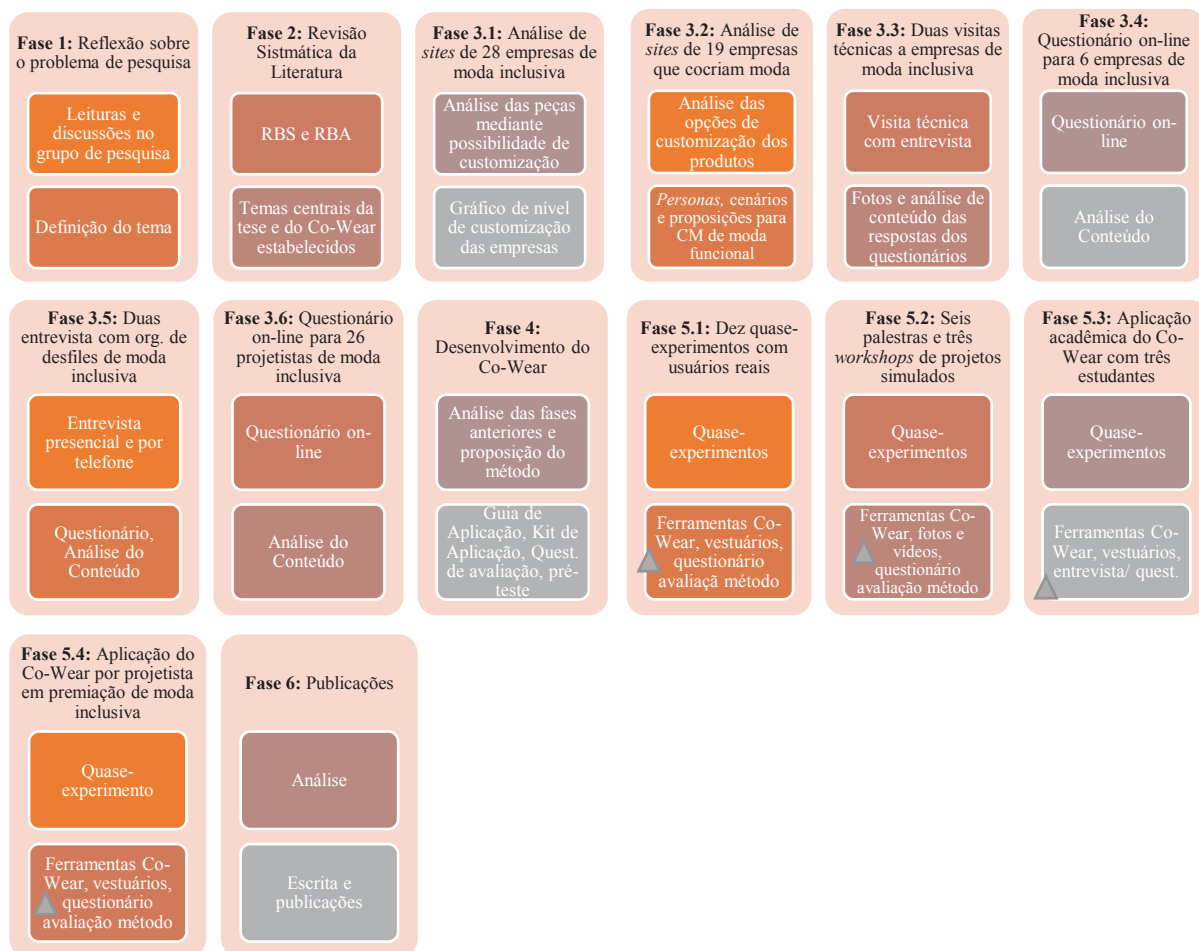 Fase 1: Reflexão sobre
o problema de pesquisa
Leituras e
discussões no
grupo de pesquisa
Definição do tema
Fase 2: Revisão
Sistmática da
Literatura
RBS e RBA
Temas centrais da
tese e do Co-Wear
estabelecidos
Fase 3.1: Análise de
sites de 28 empresas de
moda inclusiva
Análise das peças
mediante
possibilidade de
customização
Gráfico de nível
de customização
das empresas
Fase 3.2: Análise de
sites de 19 empresas
que cocriam moda
Análise das
opções de
customização dos
produtos
Personas, cenários
e proposições para
CM de moda
funcional
Fase 3.3: Duas visitas
técnicas a empresas de
moda inclusiva
Visita técnica
com entrevista
Fotos e análise de
conteúdo das
respostas dos
questionários
Fase 3.4:
Questionário on-line
para 6 empresas de
moda inclusiva
Questionário on-
line
Análise do
Conteúdo
Fase 3.5: Duas
entrevista com org. de
desfiles de moda
inclusiva
Entrevista
presencial e por
telefone
Questionário,
Análise do
Conteúdo
Fase 3.6: Questionário
on-line para 26
projetistas de moda
inclusiva
Questionário on-
line
Análise do
Conteúdo
Fase 4:
Desenvolvimento do
Co-Wear
Análise das fases
anteriores e
proposição do
método
Guia de
Aplicação, Kit de
Aplicação, Quest.
de avaliação, pré-
teste
Fase 5.1: Dez quase-
experimentos com
usuários reais
Quase-
experimentos
Ferramentas Co-
Wear, vestuários,
questionário
avaliaçã método
Fase 5.2: Seis
palestras e três
workshops de projetos
simulados
Quase-
experimentos
Ferramentas Co-
Wear, fotos e
vídeos,
questionário
avaliação método
Fase 5.3: Aplicação
acadêmica do Co-
Wear com três
estudantes
Quase-
experimentos
Ferramentas Co-
Wear, vestuários,
entrevista/ quest.
Fase 5.4: Aplicação do
Co-Wear por projetista
em premiação de moda
inclusiva
Quase-
experimento
Ferramentas Co-
Wear, vestuários,
questionário
avaliação método
Fase 6: Publicações
Análise
Escrita e
publicações